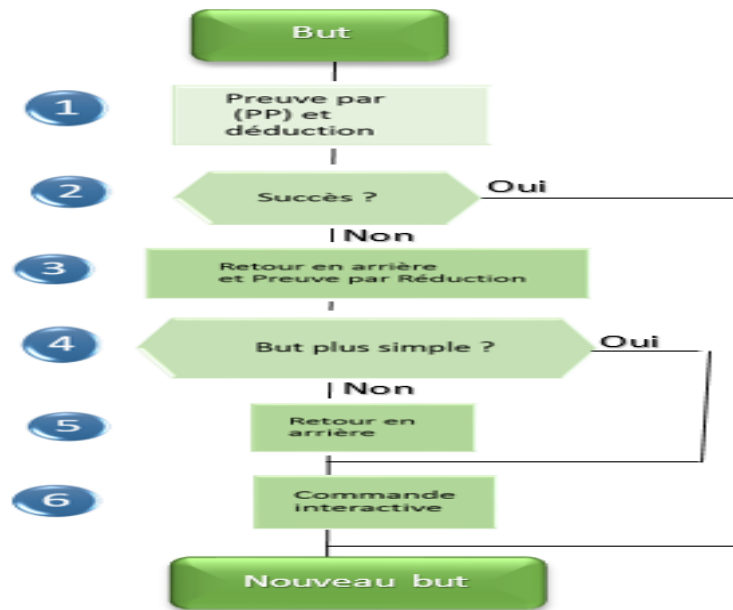 But
1
Preuve par
(PP) et
déduction
2
Succès ?
Oui
Non
3
Retour en arrière
et Preuve par Réduction
4
But plus simple ?
Oui
Non
5
Retour en
arrière
6
Commande
interactive
Nouveau but